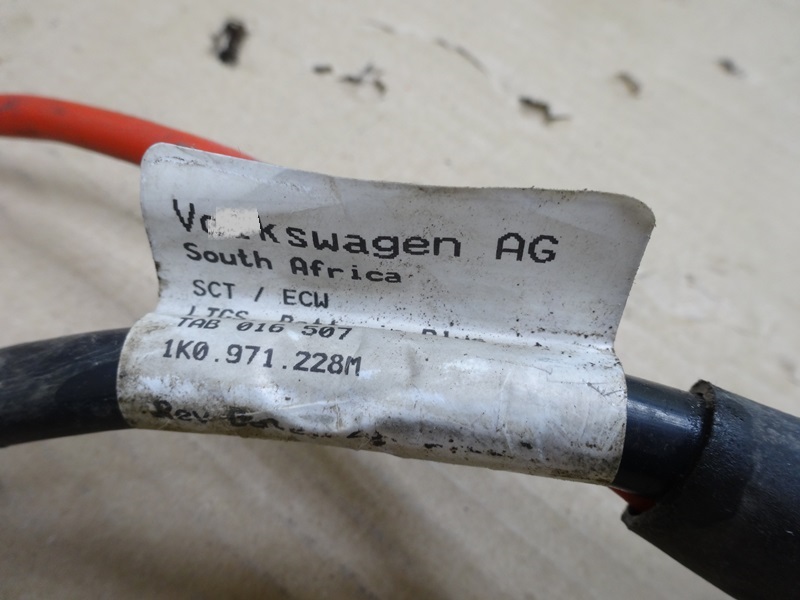 Volkswagen AG
South Africa
SCT / ECW
TAB 016 507
1K0.971.228M